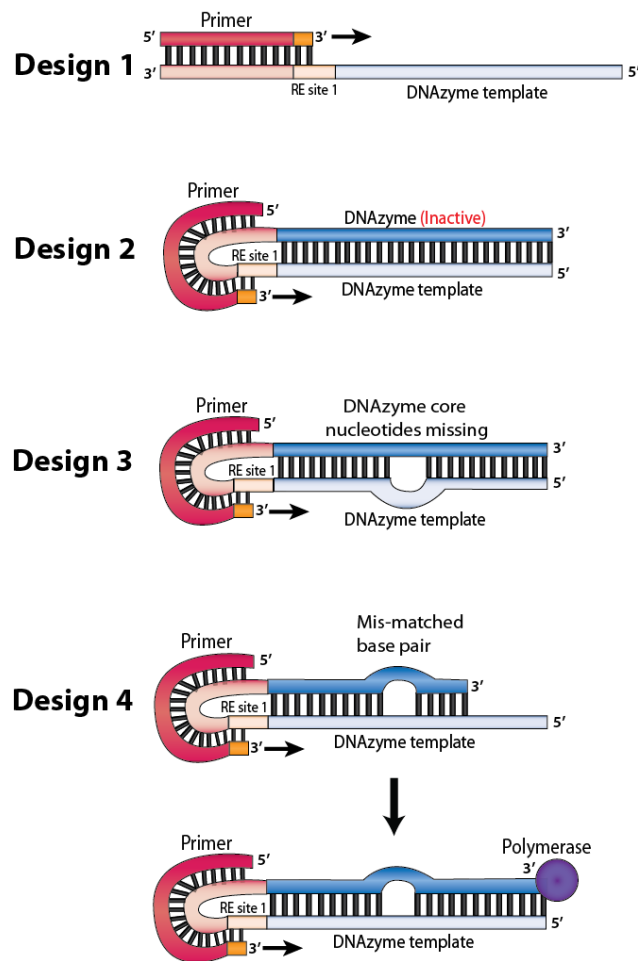 Primer
5’ 3’
Design 1
3’ 5’
RE site 1 DNAzyme template
Primer
5’
DNAzyme (Inactive)
3’
Design 2
RE site 1
5’
3’ DNAzyme template
Primer
DNAzyme core
nucleotides missing
5’
3’
Design 3
RE site 1
5’
3’ DNAzyme template
Mis-matched
base pair
Primer
5’
3’
Design 4
RE site 1
5’
3’ DNAzyme template
Primer
Polymerase
5’
3’
RE site 1
5’
3’ DNAzyme template